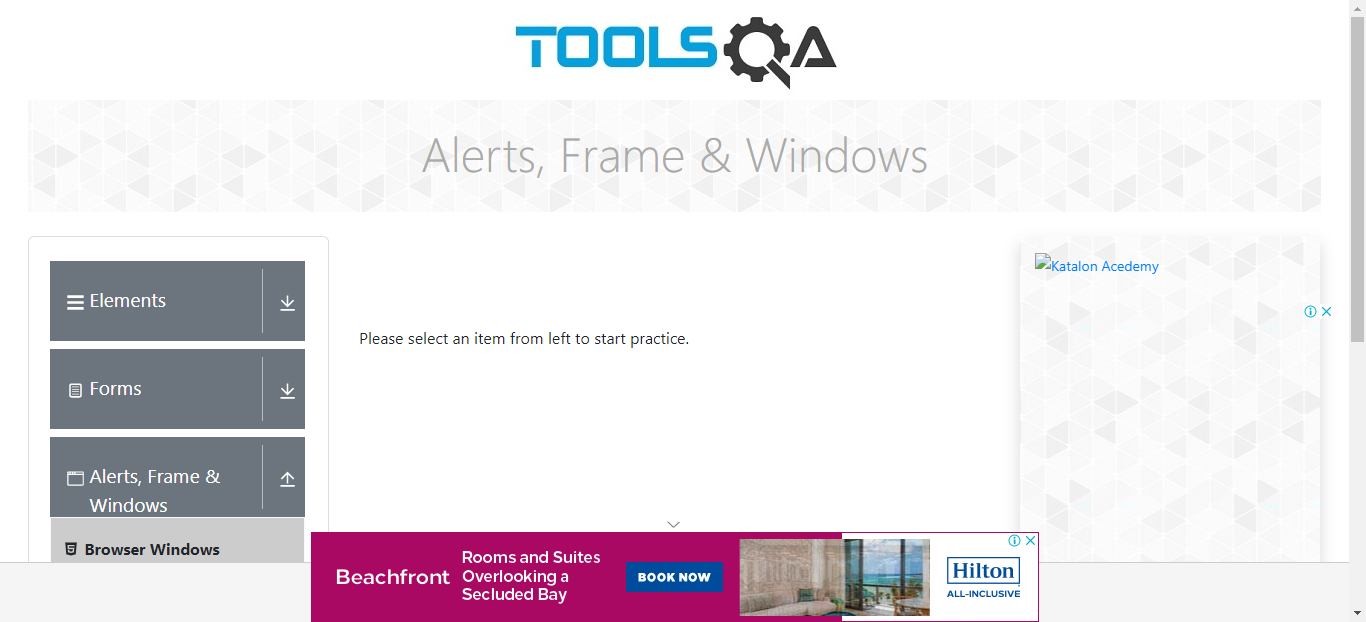 TOOLSQA
Alerts, Frame & Windows
Elements
Forms
Alerts, Frame &
Windows
Browser Windows
Please select an item from left to start practice.
Katalon Acedemy
Beachfront
Rooms and Suites
Overlooking a
Secluded Bay
BOOK NOW
Hilton
ALL-INCLUSIVE